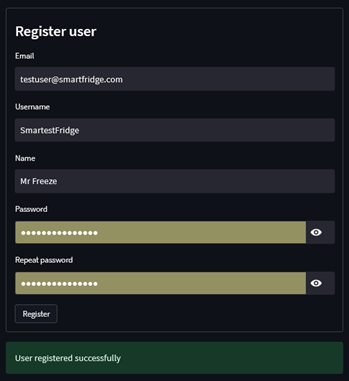 Register user
Email
testuser@smartfridge.com
Username
SmartestFridge
Name
Mr Freeze
Password
●●●●●●●●●●●●●●●
Repeat password
●●●●●●●●●●●●●●●
Register
User registered successfully